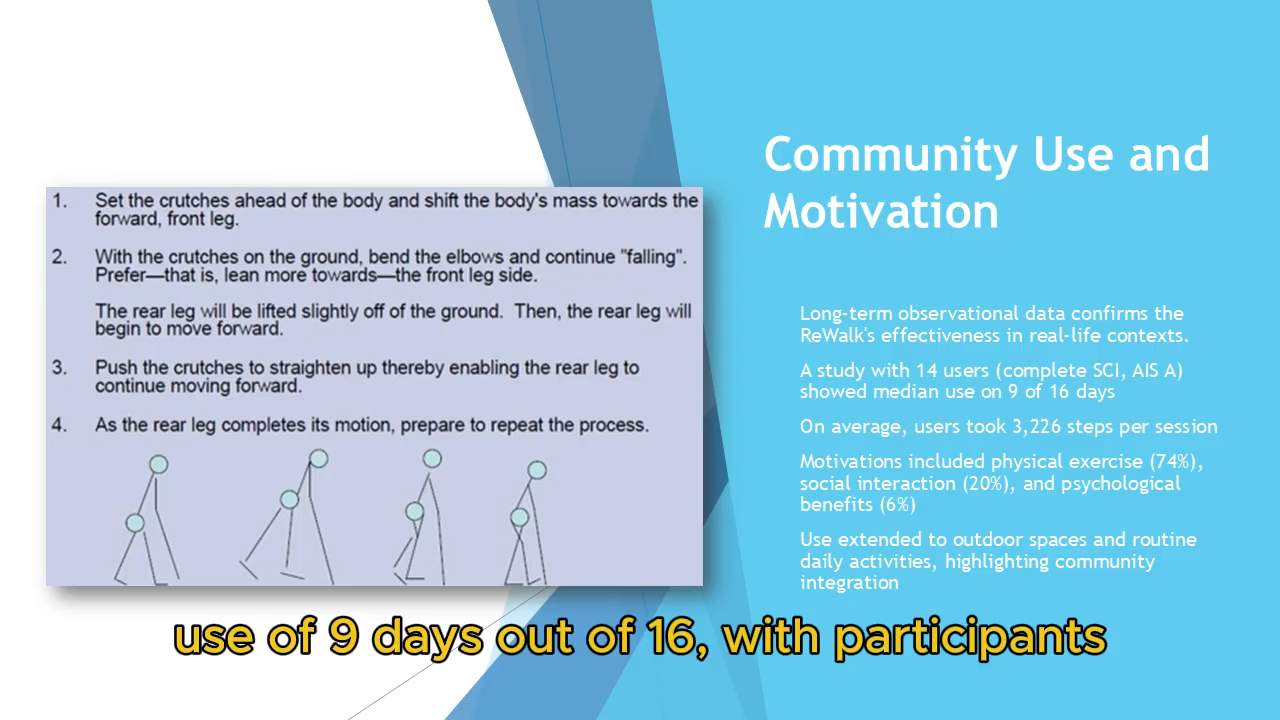 Community Use and
Motivation
1. Set the crutches ahead of the body and shift the body's mass towards the
forward, front leg.
2. With the crutches on the ground, bend the elbows and continue "falling".
Prefer—that is, lean more towards—the front leg side.
The rear leg will be lifted slightly off of the ground. Then, the rear leg will
begin to move forward.
3. Push the crutches to straighten up thereby enabling the rear leg to
continue moving forward.
4. As the rear leg completes its motion, prepare to repeat the process.
Long-term observational data confirms the
ReWalk's effectiveness in real-life contexts.
A study with 14 users (complete SCI, AIS A)
showed median use on 9 of 16 days
On average, users took 3,226 steps per session
Motivations included physical exercise (74%),
social interaction (20%), and psychological
benefits (6%)
Use extended to outdoor spaces and routine
daily activities, highlighting community
integration
use of 9 days out of 16, with participants